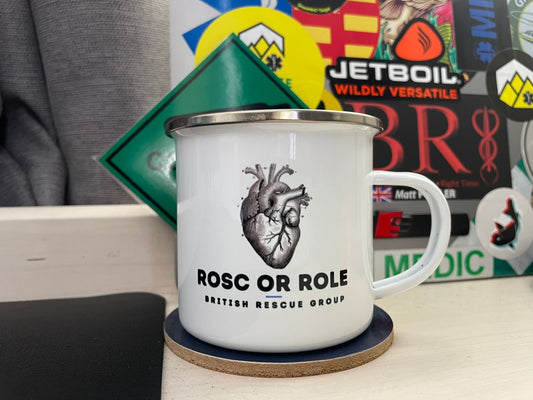 JETBOIL
WILDLY VERSATILE
BR
MEDIC
ROSC OR ROLE
BRITISH RESCUE GROUP